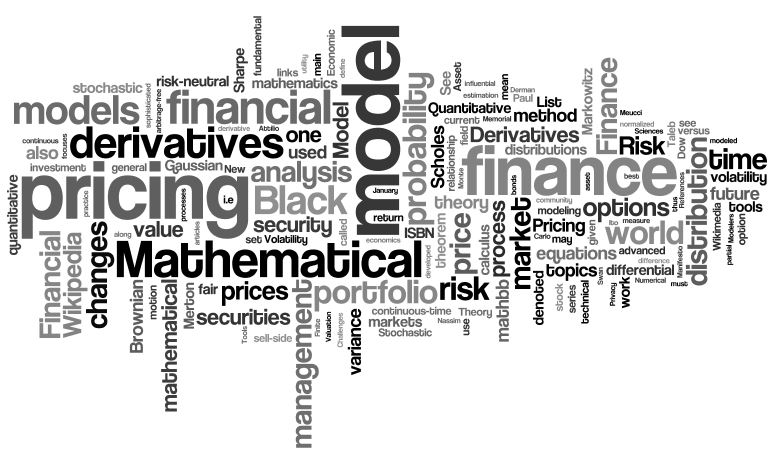 fundamental
Sharpe
links
utility
main
Economic
define
model
stochastic
sophisticated
arbitrage-free
risk-neutral
mathematics
models
financial
Model
probability
See
Asset
influential
estimation
mean
Derman
Paul
Quantitative
List
method
current
Memorial
Markowitz
Finance
Meucci
normalized
Sciences
Taleb
see
versus
Dow
modeled
continuous
focuses
derivatives
derivative
Attilio
one
used
also
Scholes
relationship
field
Monte
Derivatives
distributions
Risk
distribution
time
volatility
investment
general
Gaussian
New
analysis
finance
bonds
asset
best
References
future
quantitative
pricing
practice
processes
i.e
Black
January
return
theory
process
community
modeling
options
thus
Wikimedia
tools
option
Modelers
partial
Financial
Wikipedia
changes
along
value
articles
security
set
Volatility
called
economics
ISBN
developed
theorem
price
calculus
market
Pricing
Carlo
may
given
Ito
measure
world
Manifesto
Mathematical
equations
advanced
difference
Brownian
motion
mathematical
Merton
fair
prices
securities
management
portfolio
risk
mathbb
denoted
topics
differential
Swan
stock
series
technical
Privacy
work
Numerical
must
Tools
sell-side
Finite
Valuation
Challenges
variance
continuous-time
markets
Nassim
Theory
Stochastic
use